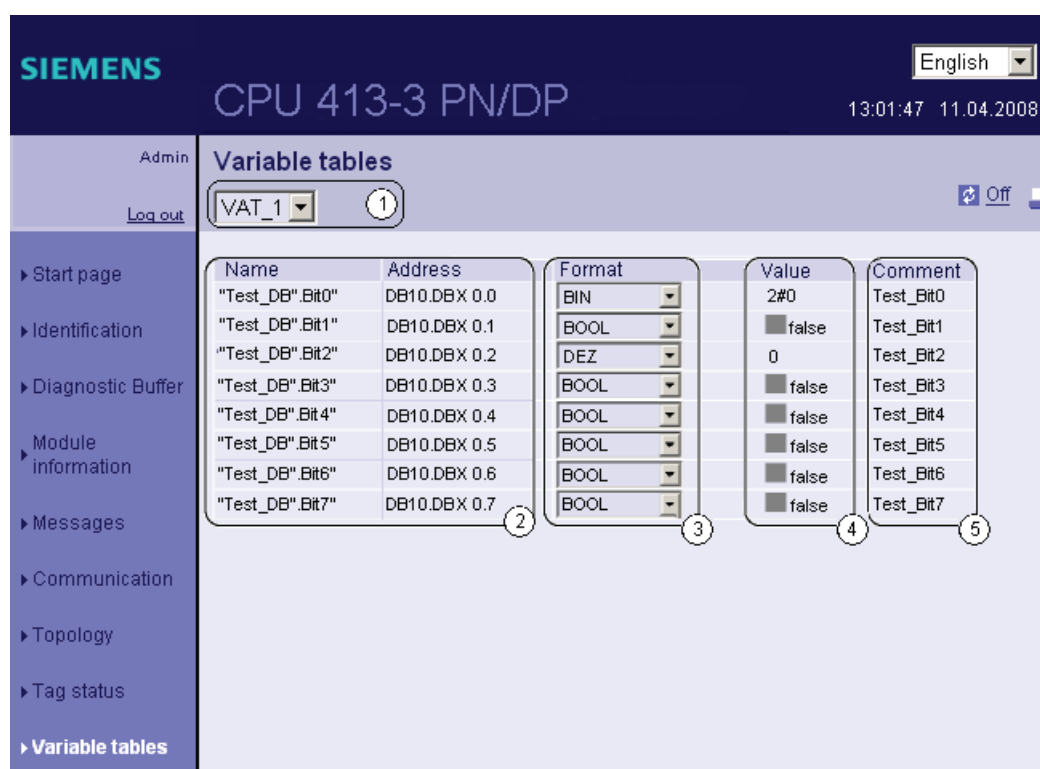 SIEMENS
English
CPU 413-3 PN/DP
13:01:47 11.04.2008
Admin
Log out
Variable tables
VAT_1
1
Off
Start page
Identification
Diagnostic Buffer
Module
information
Messages
Communication
Topology
Tag status
Variable tables
Name Address Format Value Comment
"Test_DB".Bit0" DB10.DBX 0.0 BIN 2#0 Test_Bit0
"Test_DB".Bit1" DB10.DBX 0.1 BOOL false Test_Bit1
"Test_DB".Bit2" DB10.DBX 0.2 DEZ 0 Test_Bit2
"Test_DB".Bit3" DB10.DBX 0.3 BOOL false Test_Bit3
"Test_DB".Bit4" DB10.DBX 0.4 BOOL false Test_Bit4
"Test_DB".Bit5" DB10.DBX 0.5 BOOL false Test_Bit5
"Test_DB".Bit6" DB10.DBX 0.6 BOOL false Test_Bit6
"Test_DB".Bit7" DB10.DBX 0.7 BOOL false Test_Bit7
2 3 4 5